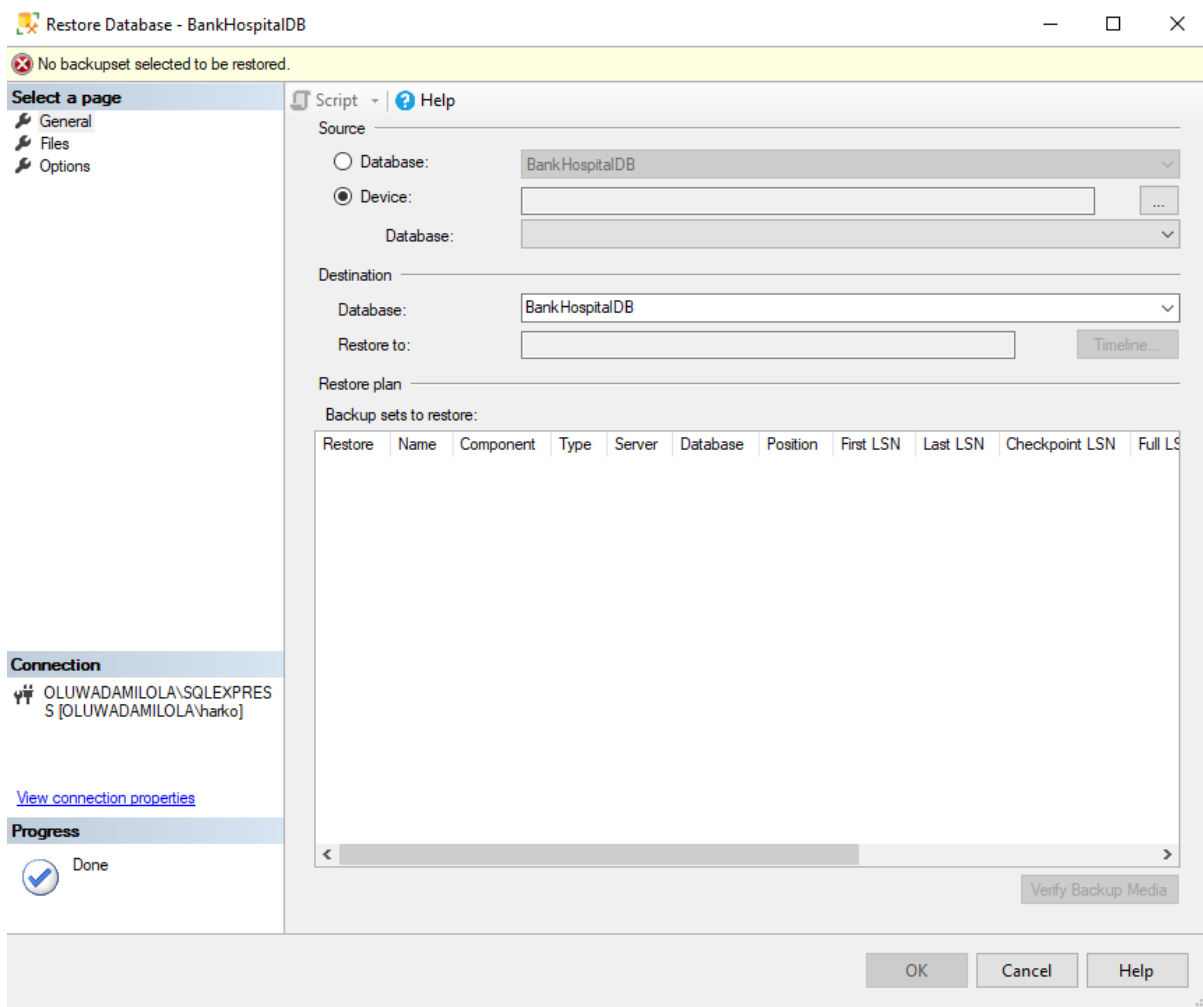 Restore Database - BankHospitalDB
No backupset selected to be restored.
Select a page
General
Files
Options
Script
Help
Source
Database:
BankHospitalDB
Device:
...
Database:
Destination
Database:
BankHospitalDB
Restore to:
Timeline...
Restore plan
Backup sets to restore:
Restore Name Component Type Server Database Position First LSN Last LSN Checkpoint LSN Full LS
Connection
OLUWADAMILOLA\SQLEXPRES
S [OLUWADAMILOLA\harko]
View connection properties
Progress
Done
Verify Backup Media
OK Cancel Help